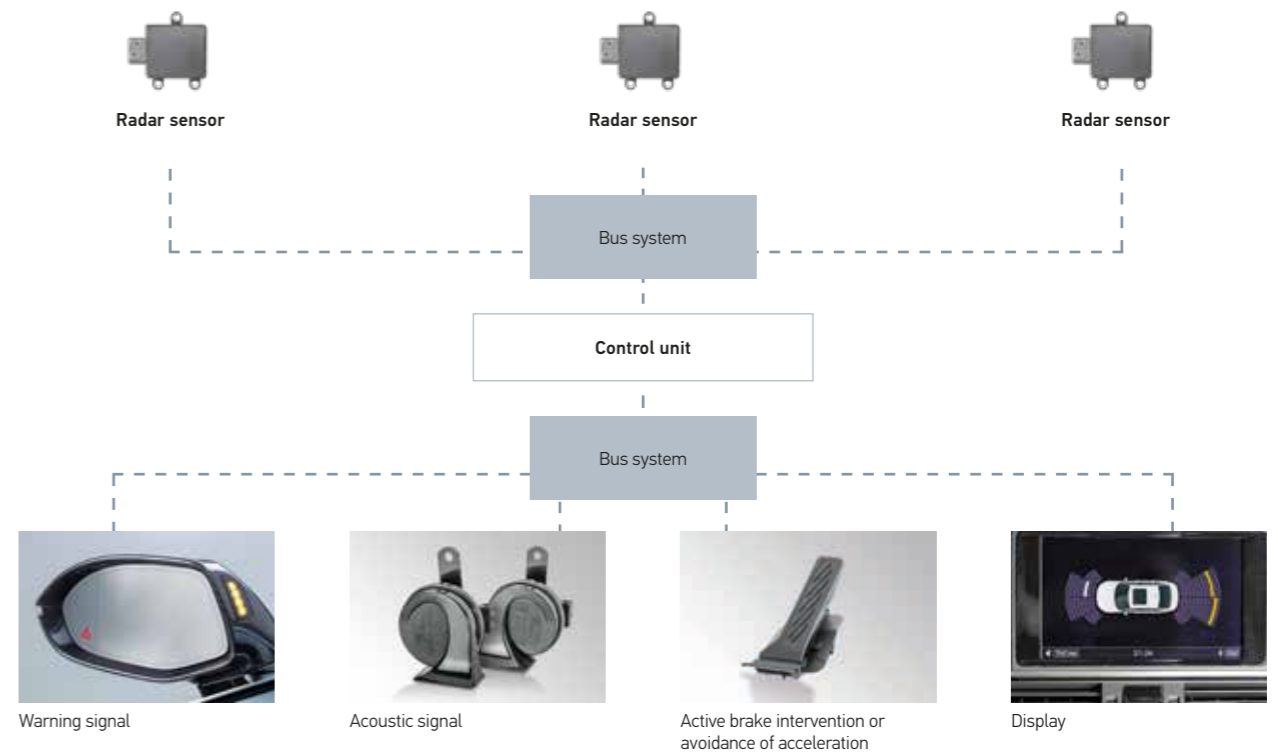 Radar sensor
Radar sensor
Radar sensor
Bus system
Control unit
Bus system
Warning signal
Acoustic signal
Active brake intervention or
avoidance of acceleration
Display